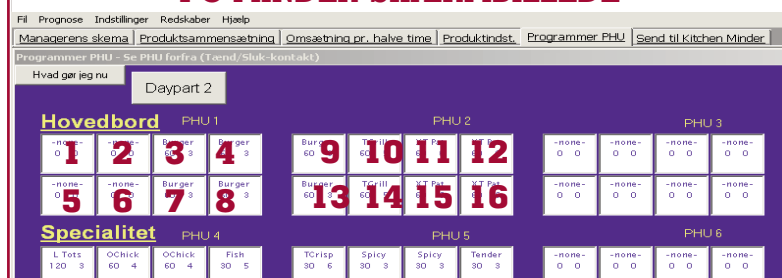 Fil Prognose Indstillinger Redskaber Hjælp
Managerens skema Produktsammensætning Omsætning pr. halve time Produktindst. Programmer PHU Send til Kitchen Minder
Programmer PHU - Se PHU forfra (Tænd/Sluk-kontakt)
Hvad gør jeg nu
Daypart 2
Hovedbord PHU 1 PHU 2 PHU 3
-none- -none- Burger Burger Burger TGrill XT Pat -none- -none- -none- -none-
1 2 3 4 9 10 11 12
0 0 0 0 0 0 0 0
-none- -none- Burger Burger Burger TGrill XT Pat XT Pat -none- -none- -none- -none-
5 6 7 8 13 14 15 16
0 0 0 0 0 0 0 0
Specialitet PHU 4 PHU 5 PHU 6
L Tots OChick OChick Fish TCrisp Spicy Spicy Tender -none- -none- -none- -none-
120 3 60 4 60 4 30 5 30 6 30 3 30 3 30 3 0 0 0 0 0 0 0 0